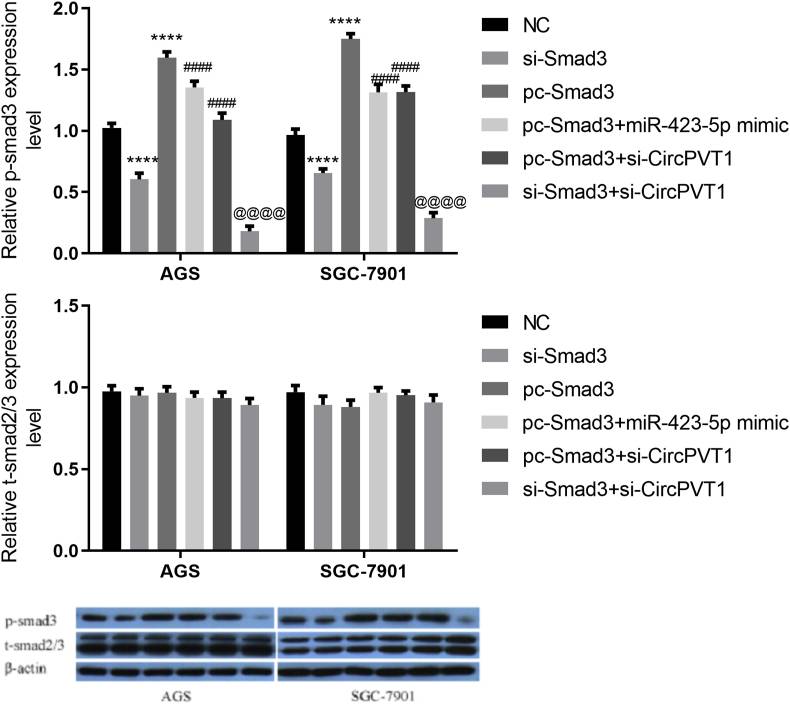 Relative p-smad3 expression
level
2.0
1.5
1.0
0.5
0.0
****
****
####
####
@@@@
****
****
####
####
@@@@
AGS
SGC-7901
NC
si-Smad3
pc-Smad3
pc-Smad3+miR-423-5p mimic
pc-Smad3+si-CircPVT1
si-Smad3+si-CircPVT1
Relative t-smad2/3 expression
level
1.5
1.0
0.5
0.0
AGS
SGC-7901
NC
si-Smad3
pc-Smad3
pc-Smad3+miR-423-5p mimic
pc-Smad3+si-CircPVT1
si-Smad3+si-CircPVT1
p-smad3
t-smad2/3
β-actin
AGS
SGC-7901